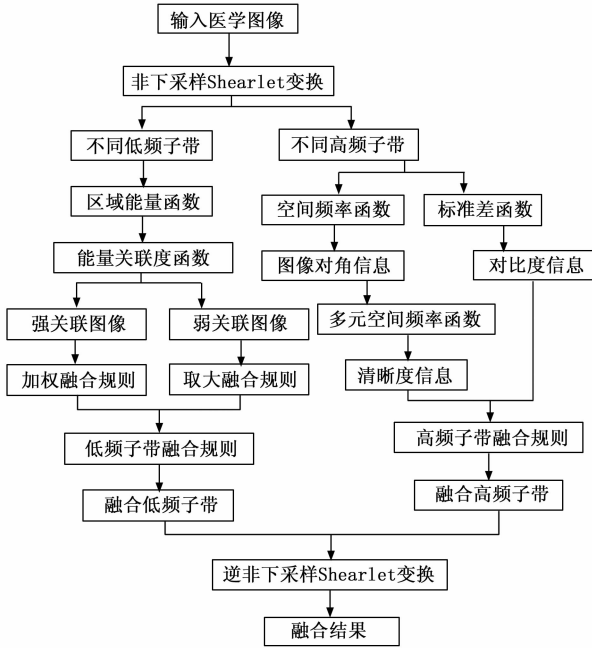 输入医学图像
非下采样Shearlet变换
不同低频子带
不同高频子带
区域能量函数
空间频率函数
标准差函数
能量关联度函数
图像对角信息
对比度信息
强关联图像
弱关联图像
多元空间频率函数
加权融合规则
取大融合规则
清晰度信息
低频子带融合规则
高频子带融合规则
融合低频子带
融合高频子带
逆非下采样Shearlet变换
融合结果